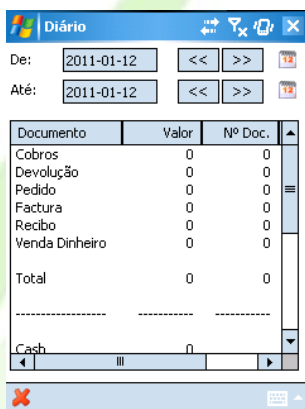 Diário
De: 2011-01-12 << >>
Até: 2011-01-12 << >>
Documento Valor Nº Doc.
Cobros 0 0
Devolução 0 0
Pedido 0 0
Factura 0 0
Recibo 0 0
Venda Dinheiro 0 0
Total 0 0
------------------ ----------- -----------
Cash 0